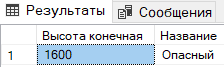 Результаты Сообщения
Высота конечная Название
1 1600 Опасный